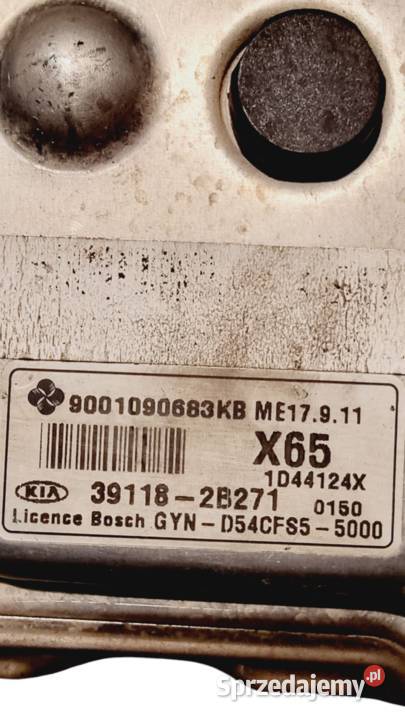 9001090683KB ME17.9.11
X65
1D44124X
KIA 39118-2B271 0150
Licence Bosch GYN-D54CFS5-5000
Sprzedajemy.pl